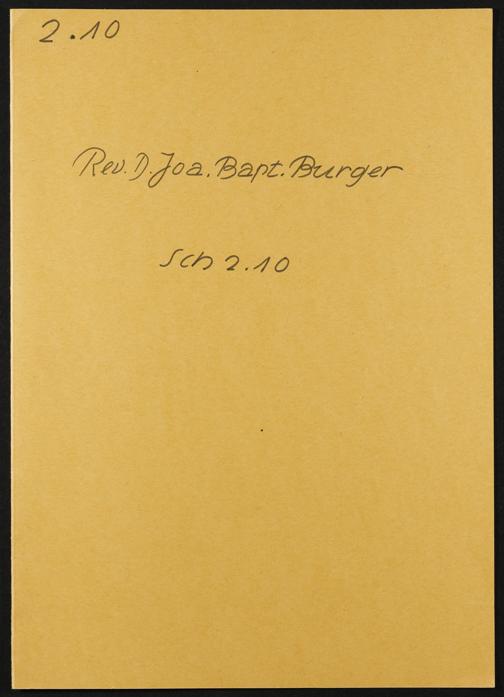 2.10
Rev. D. Joa. Bapt. Burger
Sch 2.10